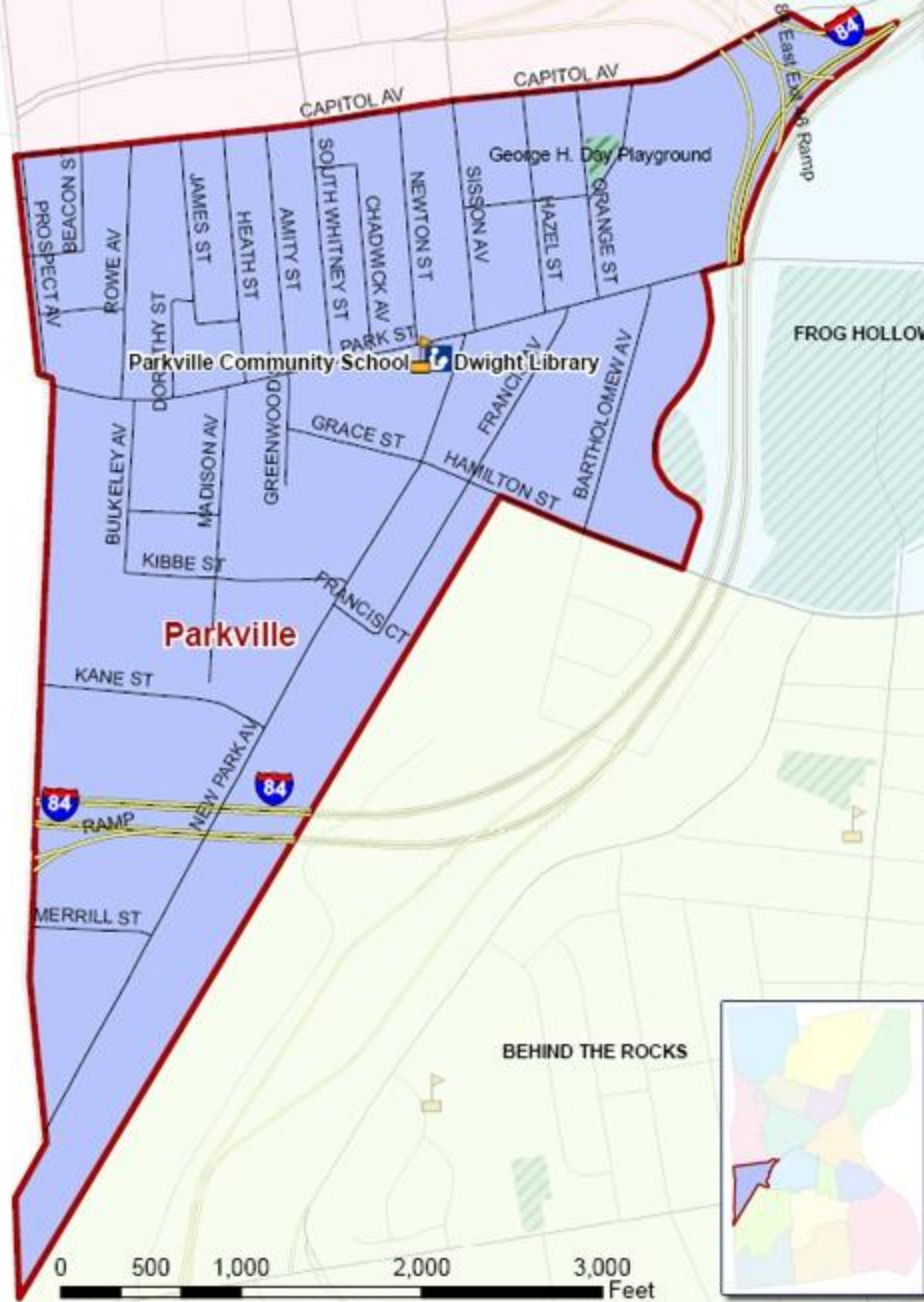 84
84 East Exit 46 Ramp
CAPITOL AV
CAPITOL AV
George H. Day Playground
PROSPECT AV
BEACON ST
ROWE AV
JAMES ST
HEATH ST
AMITY ST
SOUTH WHITNEY ST
CHADWICK AV
NEWTON ST
SISSON AV
HAZEL ST
ORANGE ST
DOROTHY ST
PARK ST
Parkville Community School
Dwight Library
FROG HOLLOW
BULKELEY AV
MADISON AV
GREENWOOD
GRACE ST
HAMILTON ST
FRANCIS AV
BARTHOLOMEW AV
KIBBE ST
FRANCIS CT
Parkville
KANE ST
NEW PARK AV
84
84
RAMP
MERRILL ST
BEHIND THE ROCKS
0 500 1,000 2,000 3,000
Feet